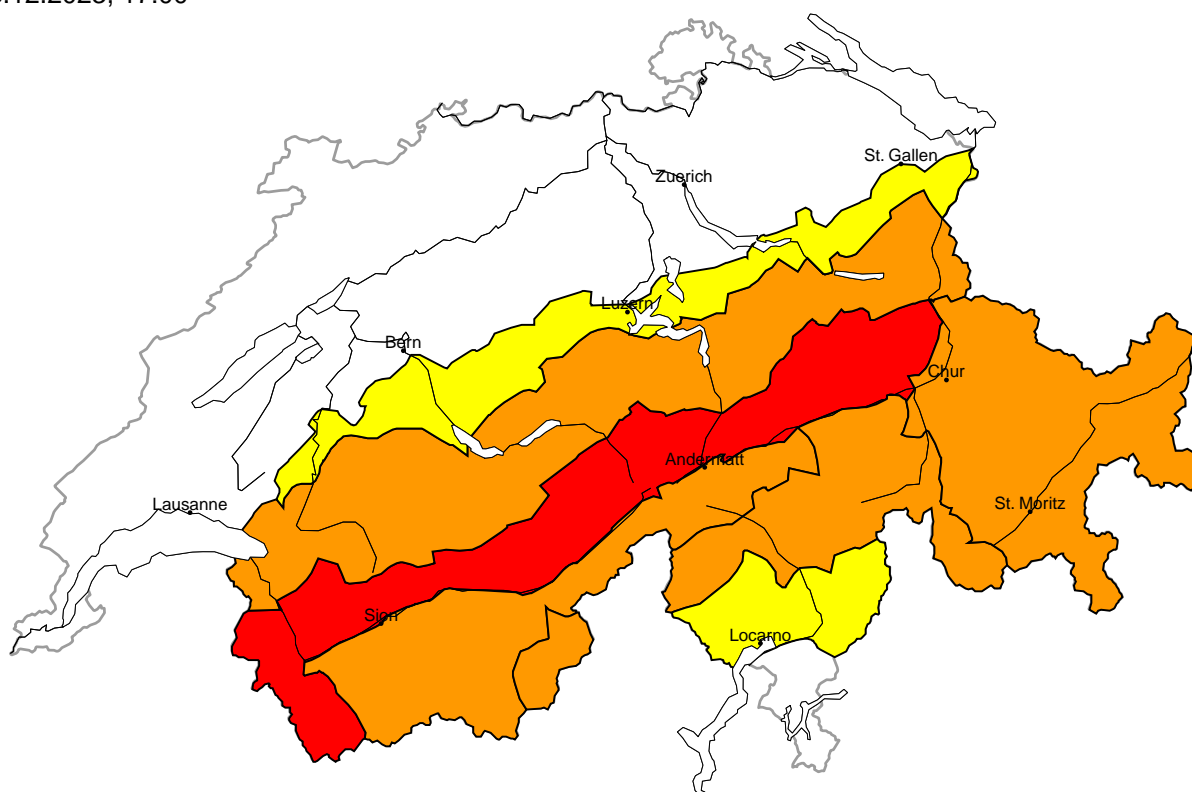 St. Gallen
Zuerich
Luzern
Bern
Chur
Andermatt
Lausanne
St. Moritz
Sion
Locarno